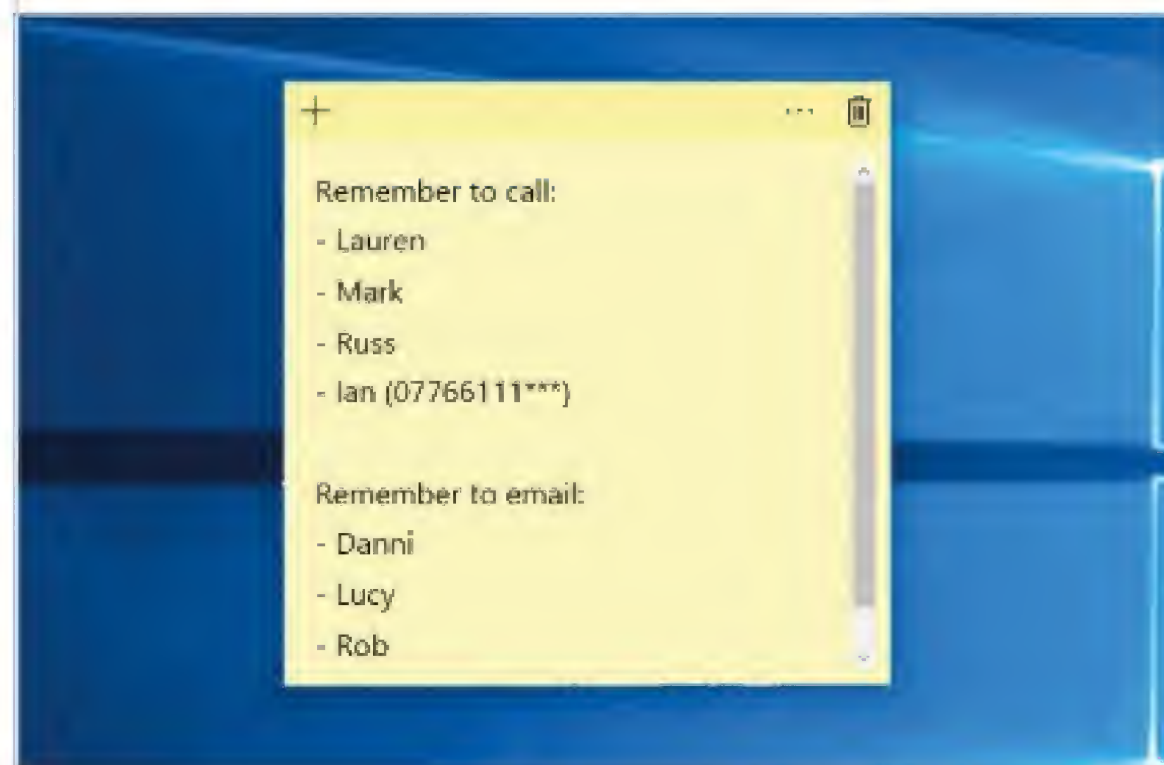 Remember to call:
- Lauren
- Mark
- Russ
- Ian (07766111***)
Remember to email:
- Danni
- Lucy
- Rob